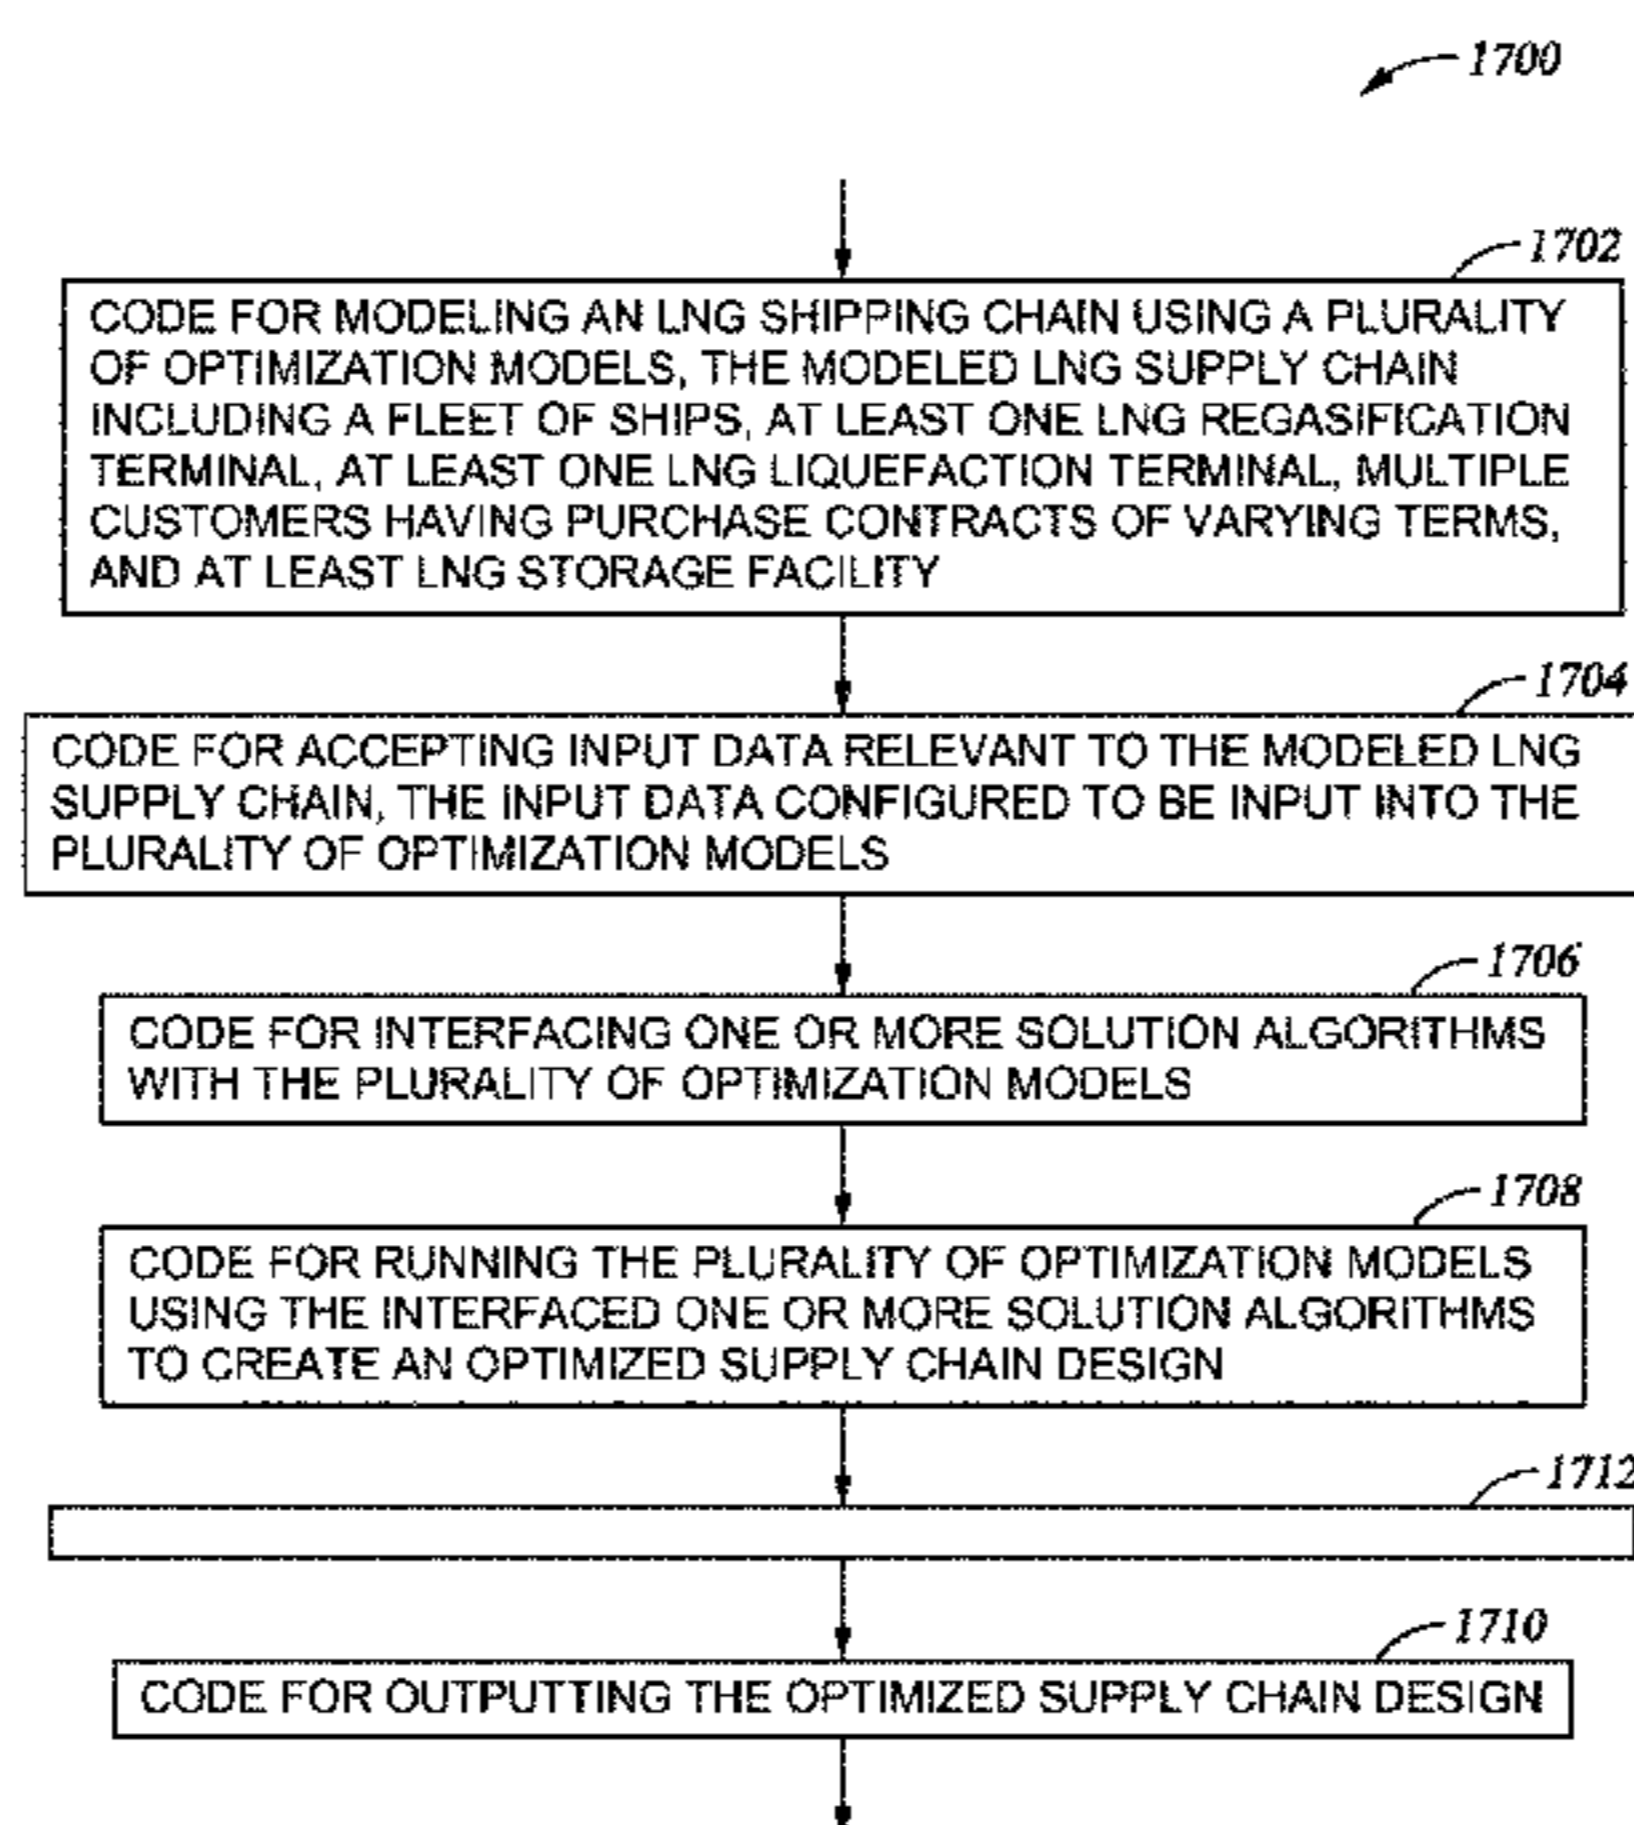 1700
1702
CODE FOR MODELING AN LNG SHIPPING CHAIN USING A PLURALITY
OF OPTIMIZATION MODELS, THE MODELED LNG SUPPLY CHAIN
INCLUDING A FLEET OF SHIPS, AT LEAST ONE LNG REGASIFICATION
TERMINAL, AT LEAST ONE LNG LIQUEFACTION TERMINAL, MULTIPLE
CUSTOMERS HAVING PURCHASE CONTRACTS OF VARYING TERMS,
AND AT LEAST LNG STORAGE FACILITY
1704
CODE FOR ACCEPTING INPUT DATA RELEVANT TO THE MODELED LNG
SUPPLY CHAIN, THE INPUT DATA CONFIGURED TO BE INPUT INTO THE
PLURALITY OF OPTIMIZATION MODELS
1706
CODE FOR INTERFACING ONE OR MORE SOLUTION ALGORITHMS
WITH THE PLURALITY OF OPTIMIZATION MODELS
1708
CODE FOR RUNNING THE PLURALITY OF OPTIMIZATION MODELS
USING THE INTERFACED ONE OR MORE SOLUTION ALGORITHMS
TO CREATE AN OPTIMIZED SUPPLY CHAIN DESIGN
1712
1710
CODE FOR OUTPUTTING THE OPTIMIZED SUPPLY CHAIN DESIGN